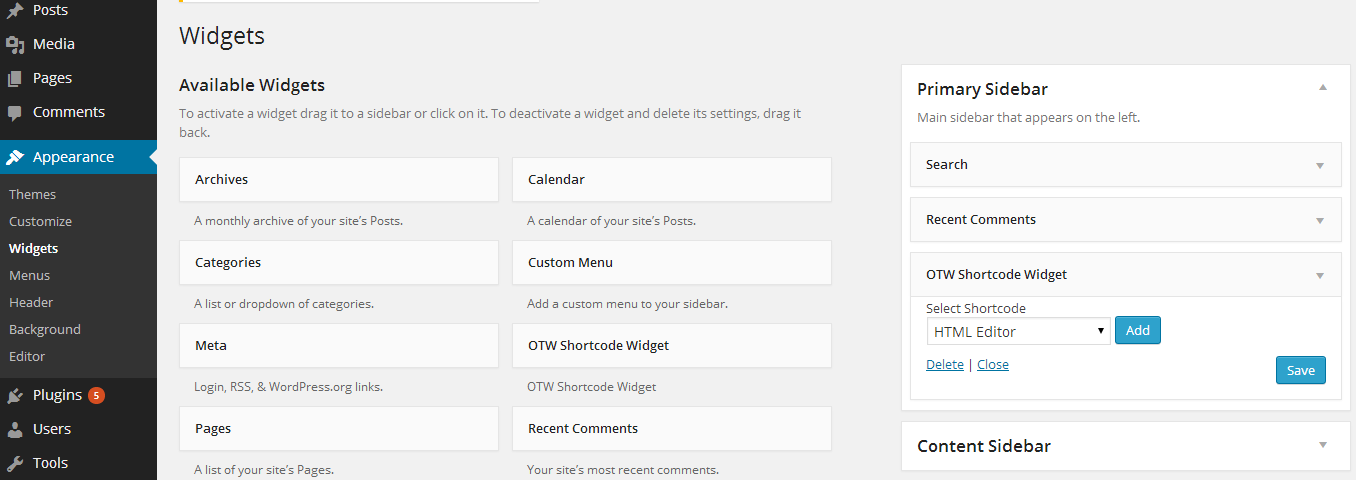 Posts
Media
Pages
Comments
Appearance
Themes
Customize
Widgets
Menus
Header
Background
Editor
Plugins 5
Users
Tools
Widgets
Available Widgets
To activate a widget drag it to a sidebar or click on it. To deactivate a widget and delete its settings, drag it
back.
Archives
A monthly archive of your site's Posts.
Calendar
A calendar of your site's Posts.
Categories
A list or dropdown of categories.
Custom Menu
Add a custom menu to your sidebar.
Meta
Login, RSS, & WordPress.org links.
OTW Shortcode Widget
OTW Shortcode Widget
Pages
A list of your site's Pages.
Recent Comments
Your site's most recent comments.
Primary Sidebar
Main sidebar that appears on the left.
Search
Recent Comments
OTW Shortcode Widget
Select Shortcode
HTML Editor Add
Delete | Close
Save
Content Sidebar